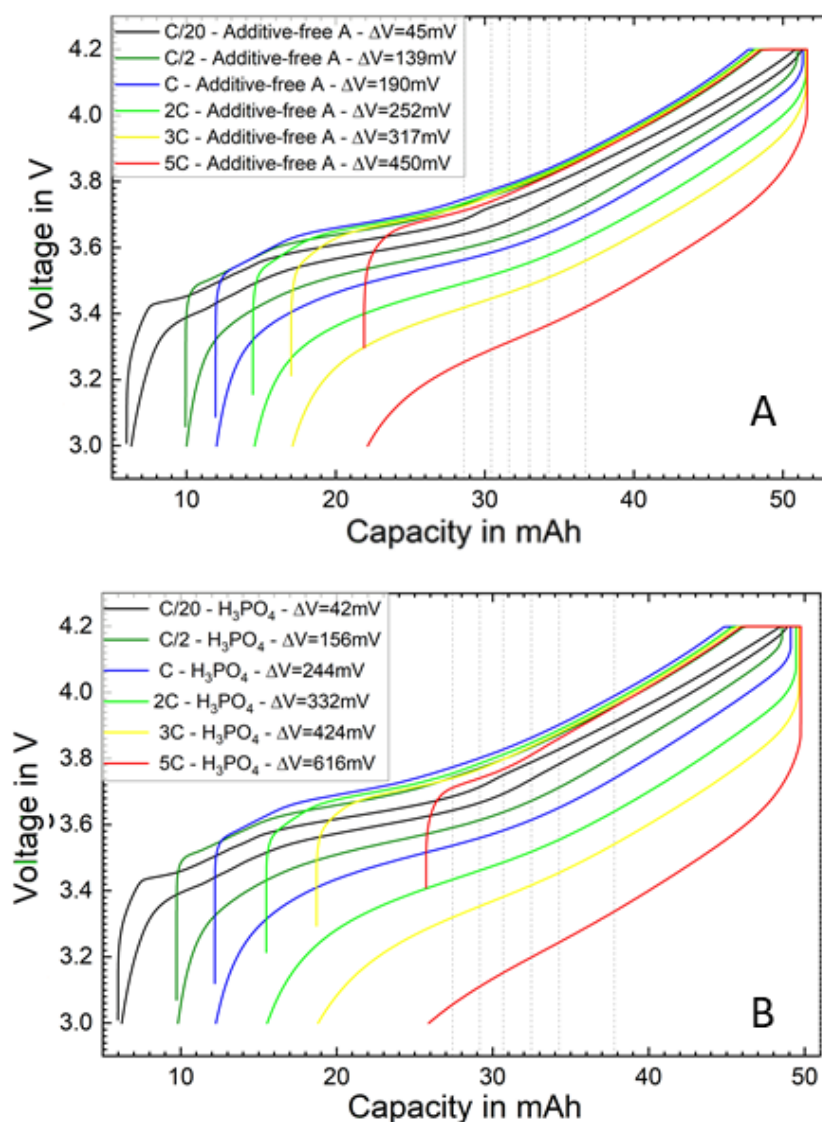 C/20 - Additive-free A - ΔV=45mV
C/2 - Additive-free A - ΔV=139mV
C - Additive-free A - ΔV=190mV
2C - Additive-free A - ΔV=252mV
3C - Additive-free A - ΔV=317mV
5C - Additive-free A - ΔV=450mV
Voltage in V
4.2
4.0
3.8
3.6
3.4
3.2
3.0
A
10 20 30 40 50
Capacity in mAh
C/20 - H₃PO₄ - ΔV=42mV
C/2 - H₃PO₄ - ΔV=156mV
C - H₃PO₄ - ΔV=244mV
2C - H₃PO₄ - ΔV=332mV
3C - H₃PO₄ - ΔV=424mV
5C - H₃PO₄ - ΔV=616mV
Voltage in V
4.2
4.0
3.8
3.6
3.4
3.2
3.0
B
10 20 30 40 50
Capacity in mAh